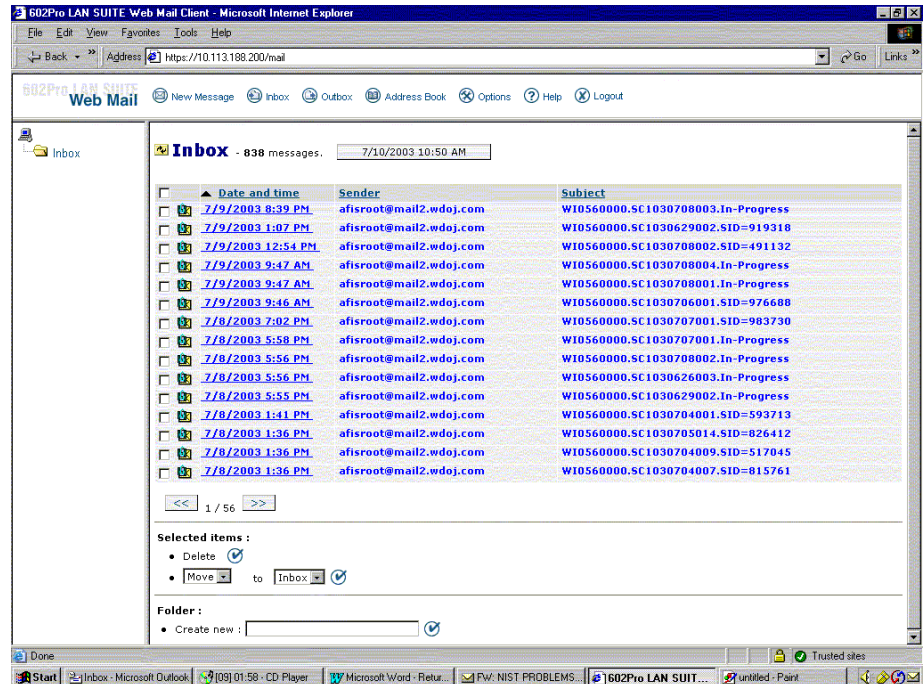 602Pro LAN SUITE Web Mail Client - Microsoft Internet Explorer
File Edit View Favorites Tools Help
Back » Address https://10.113.188.200/mail Go Links »
602Pro LAN SUITE
Web Mail New Message Inbox Outbox Address Book Options Help Logout
Inbox
Inbox - 838 messages. 7/10/2003 10:50 AM
Date and time Sender Subject
7/9/2003 8:39 PM afisroot@mail2.wdoj.com WI0560000.SC1030708003.In-Progress
7/9/2003 1:07 PM afisroot@mail2.wdoj.com WI0560000.SC1030629002.SID=919318
7/9/2003 12:54 PM afisroot@mail2.wdoj.com WI0560000.SC1030708002.SID=491132
7/9/2003 9:47 AM afisroot@mail2.wdoj.com WI0560000.SC1030708004.In-Progress
7/9/2003 9:47 AM afisroot@mail2.wdoj.com WI0560000.SC1030708001.In-Progress
7/9/2003 9:46 AM afisroot@mail2.wdoj.com WI0560000.SC1030706001.SID=976688
7/8/2003 7:02 PM afisroot@mail2.wdoj.com WI0560000.SC1030707001.SID=983730
7/8/2003 5:58 PM afisroot@mail2.wdoj.com WI0560000.SC1030707001.In-Progress
7/8/2003 5:56 PM afisroot@mail2.wdoj.com WI0560000.SC1030708002.In-Progress
7/8/2003 5:56 PM afisroot@mail2.wdoj.com WI0560000.SC1030626003.In-Progress
7/8/2003 5:55 PM afisroot@mail2.wdoj.com WI0560000.SC1030629002.In-Progress
7/8/2003 1:41 PM afisroot@mail2.wdoj.com WI0560000.SC1030704001.SID=593713
7/8/2003 1:36 PM afisroot@mail2.wdoj.com WI0560000.SC1030705014.SID=826412
7/8/2003 1:36 PM afisroot@mail2.wdoj.com WI0560000.SC1030704009.SID=517045
7/8/2003 1:36 PM afisroot@mail2.wdoj.com WI0560000.SC1030704007.SID=815761
<< 1 / 56 >>
Selected items :
• Delete
• Move to Inbox
Folder :
• Create new :
Done Trusted sites
Start Inbox - Microsoft Outlook [09] 01:58 - CD Player Microsoft Word - Retur... FW: NIST PROBLEMS... 602Pro LAN SUIT... untitled - Paint